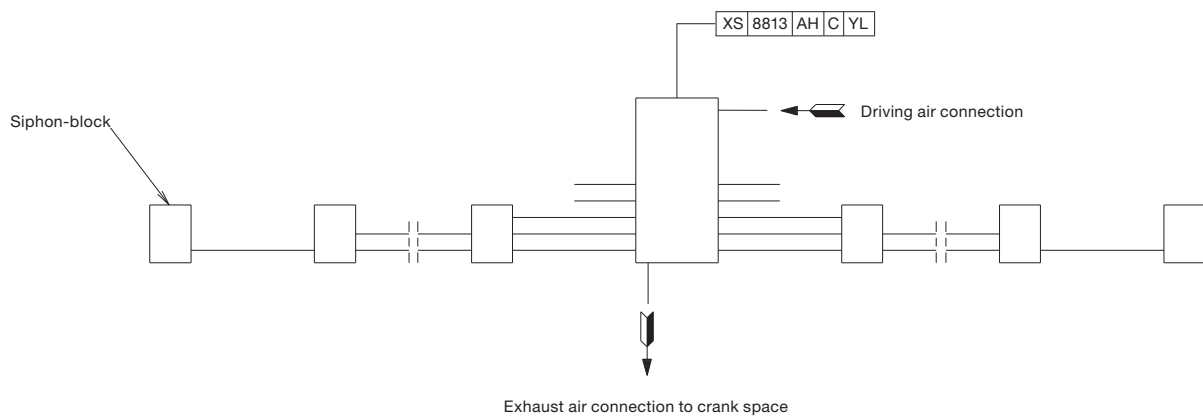 XS 8813 AH C YL
Driving air connection
Siphon-block
Exhaust air connection to crank space